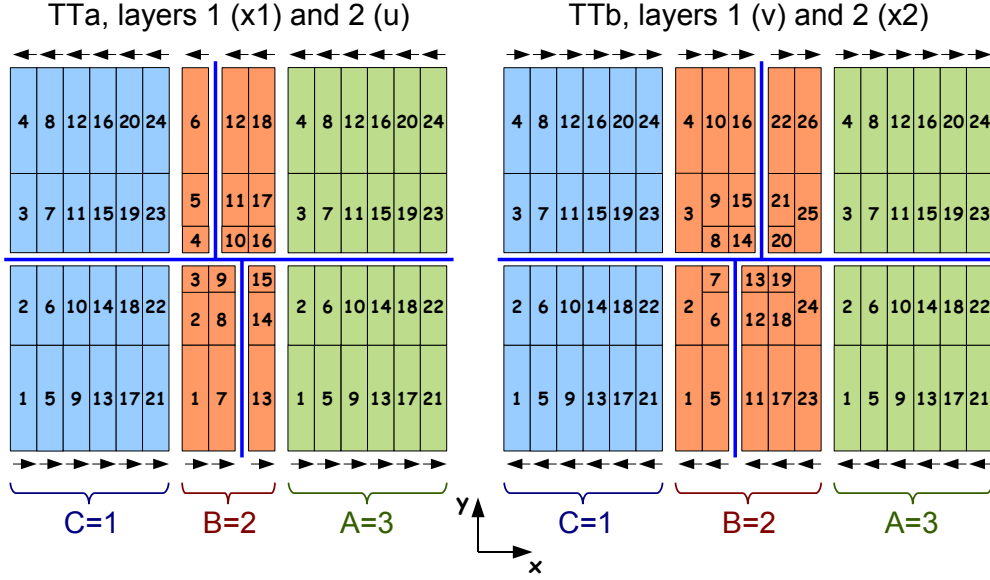 TTa, layers 1 (x1) and 2 (u) TTb, layers 1 (v) and 2 (x2)
4 8 12 16 20 24 6 12 18 4 8 12 16 20 24 4 8 12 16 20 24 4 10 16 22 26 4 8 12 16 20 24
5 11 17 9 15 21
3 7 11 15 19 23 3 7 11 15 19 23 3 7 11 15 19 23 3 25 3 7 11 15 19 23
4 10 16 8 14 20
3 9 15 7 13 19
2 6 10 14 18 22 2 6 10 14 18 22 2 6 10 14 18 22 2 24 2 6 10 14 18 22
2 8 14 6 12 18
1 5 9 13 17 21 1 7 13 1 5 9 13 17 21 1 5 9 13 17 21 1 5 11 17 23 1 5 9 13 17 21
y
C=1 B=2 A=3 C=1 B=2 A=3
x